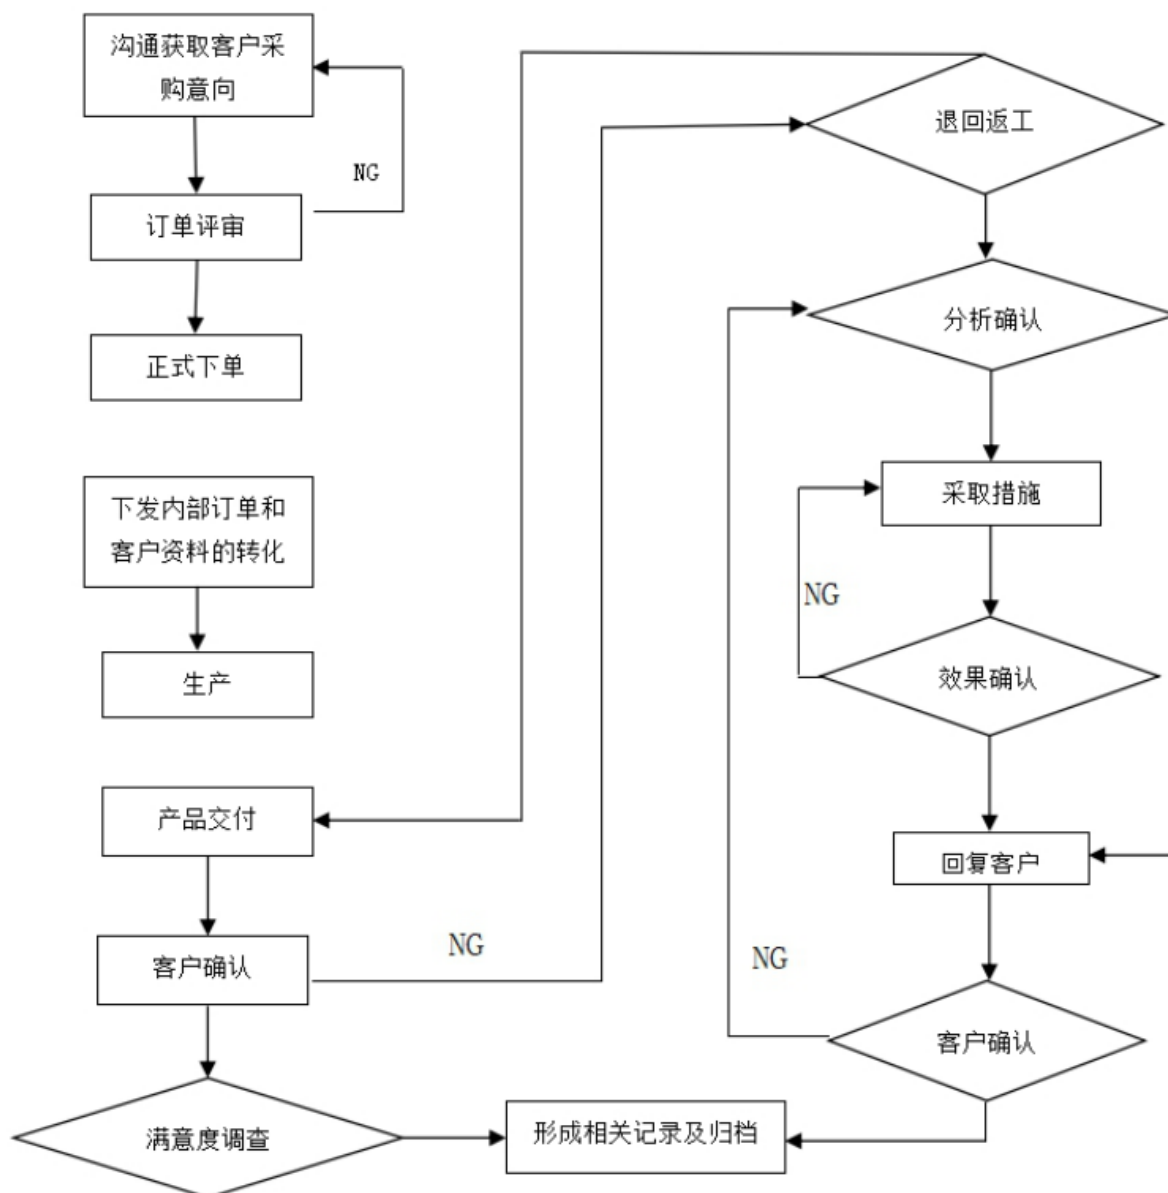 沟通获取客户采
购意向
NG
订单评审
正式下单
下发内部订单和
客户资料的转化
生产
产品交付
客户确认
NG
满意度调查
形成相关记录及归档
退回返工
分析确认
采取措施
NG
效果确认
回复客户
NG
客户确认